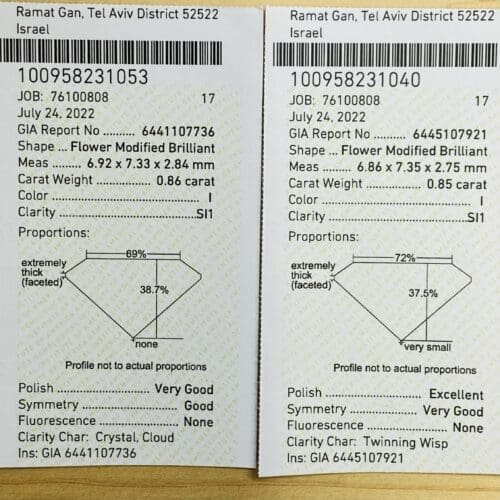 Ramat Gan, Tel Aviv District 52522
Israel
100958231053
JOB: 76100808 17
July 24, 2022
GIA Report No .......... 6441107736
Shape ... Flower Modified Brilliant
Meas ....... 6.92 x 7.33 x 2.84 mm
Carat Weight .................. 0.86 carat
Color ........................................ I
Clarity ..................................... SI1
Proportions:
69%
extremely
thick
(faceted)
38.7%
none
Profile not to actual proportions
Polish .......................... Very Good
Symmetry ........................... Good
Fluorescence ...................... None
Clarity Char: Crystal, Cloud
Ins: GIA 6441107736
Ramat Gan, Tel Aviv District 52522
Israel
100958231040
JOB: 76100808 17
July 24, 2022
GIA Report No .......... 6445107921
Shape ... Flower Modified Brilliant
Meas ....... 6.86 x 7.35 x 2.75 mm
Carat Weight .................. 0.85 carat
Color ........................................ I
Clarity ..................................... SI1
Proportions:
72%
extremely
thick
(faceted)
37.5%
very small
Profile not to actual proportions
Polish ........................... Excellent
Symmetry .................. Very Good
Fluorescence ...................... None
Clarity Char: Twinning Wisp
Ins: GIA 6445107921